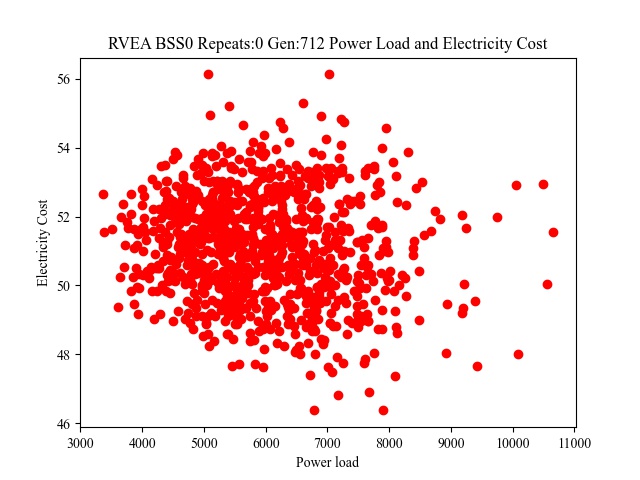 RVEA BSS0 Repeats:0 Gen:712 Power Load and Electricity Cost
56
54
52
50
48
46
Electricity Cost
3000 4000 5000 6000 7000 8000 9000 10000 11000
Power load